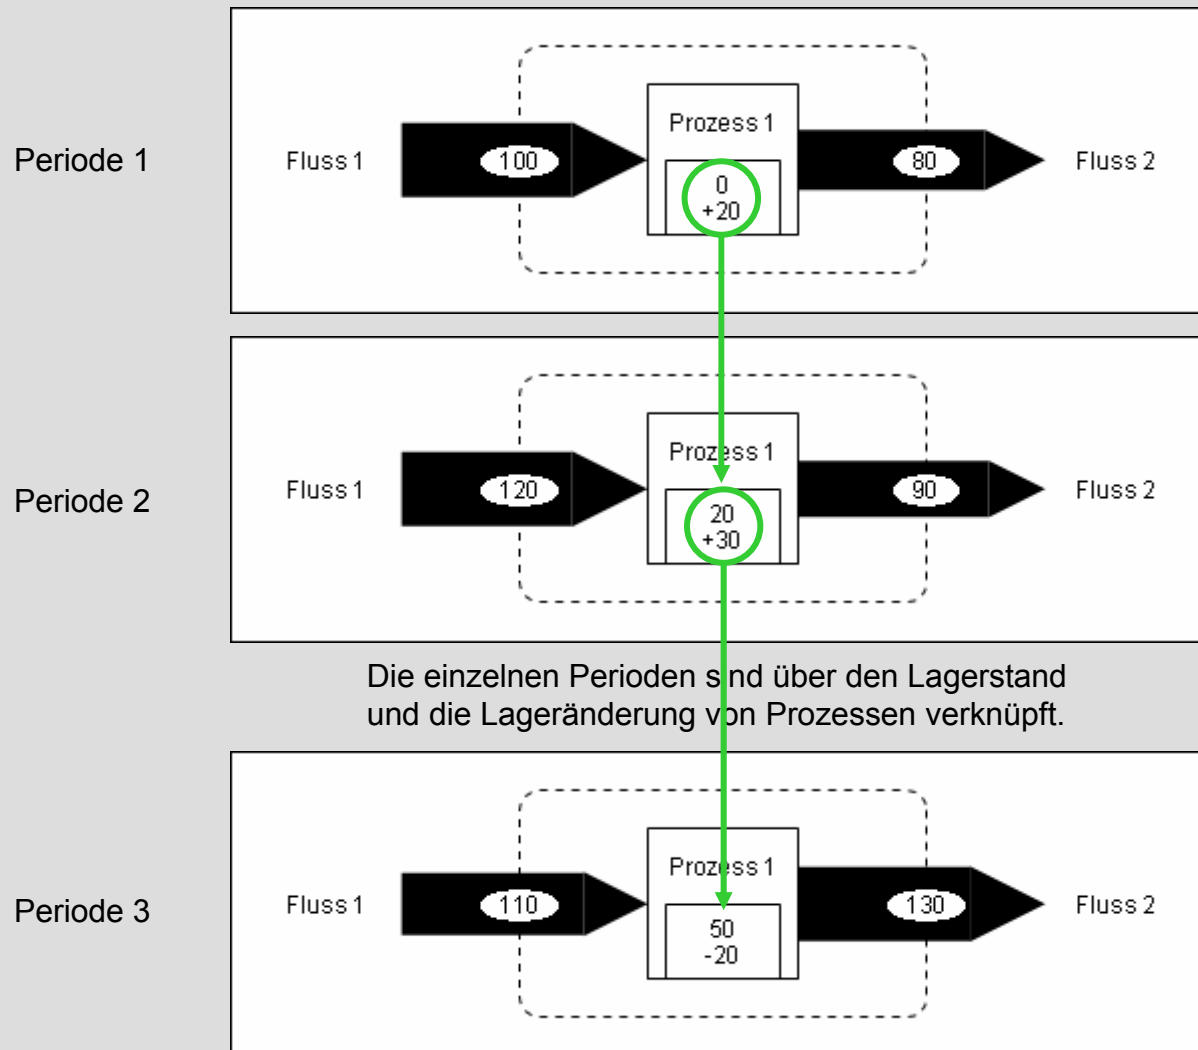 Periode 1
Fluss 1
100
Prozess 1
0
+20
80
Fluss 2
Periode 2
Fluss 1
120
Prozess 1
20
+30
90
Fluss 2
Die einzelnen Perioden sind über den Lagerstand
und die Lageränderung von Prozessen verknüpft.
Periode 3
Fluss 1
110
Prozess 1
50
-20
130
Fluss 2